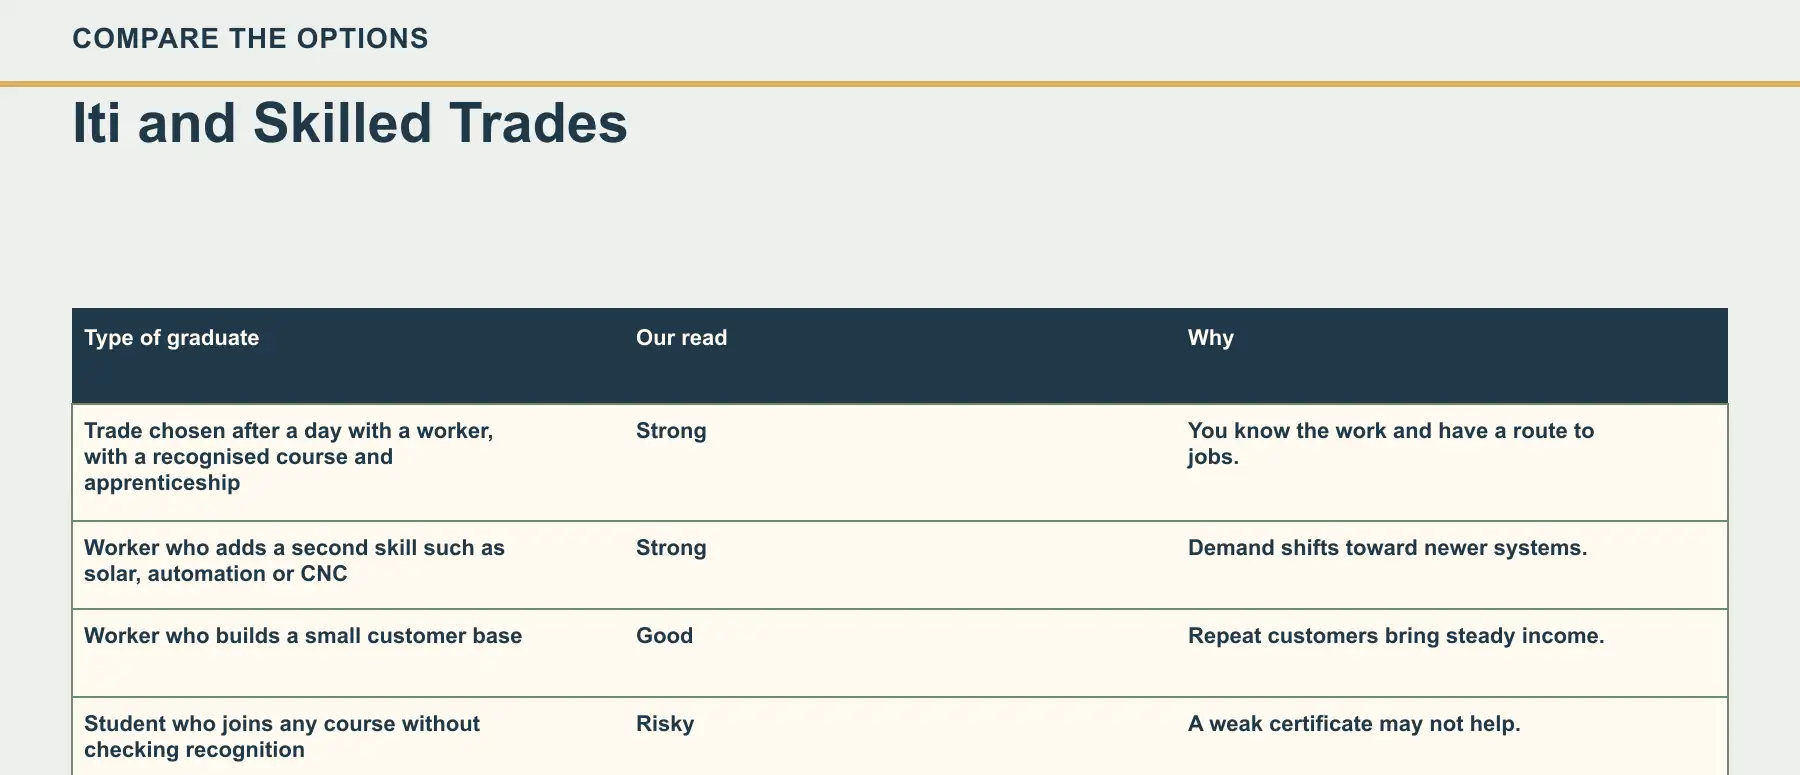 COMPARE THE OPTIONS
Iti and Skilled Trades
Type of graduate Our read Why
Trade chosen after a day with a worker, Strong You know the work and have a route to
with a recognised course and jobs.
apprenticeship
Worker who adds a second skill such as Strong Demand shifts toward newer systems.
solar, automation or CNC
Worker who builds a small customer base Good Repeat customers bring steady income.
Student who joins any course without Risky A weak certificate may not help.
checking recognition